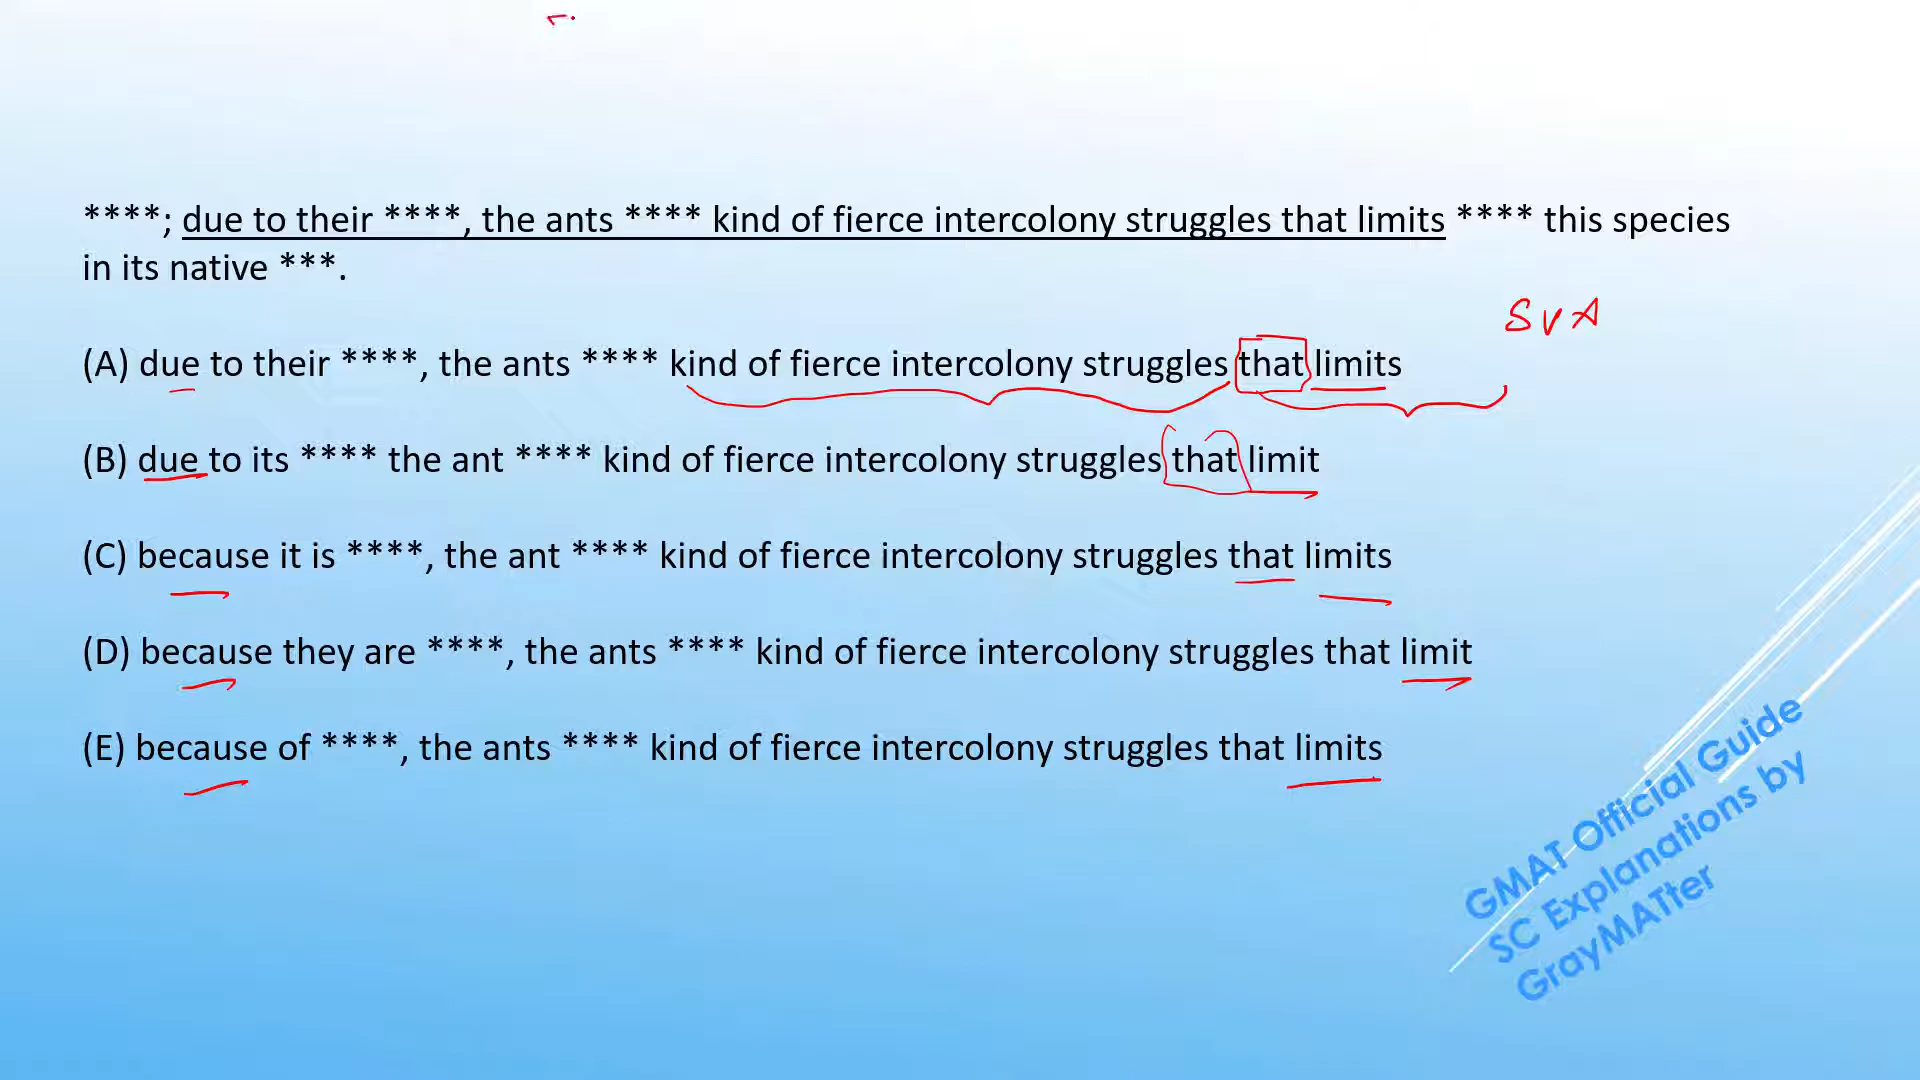 ****; due to their ****, the ants **** kind of fierce intercolony struggles that limits **** this species
in its native ***.
SVA
(A) due to their ****, the ants **** kind of fierce intercolony struggles that limits
(B) due to its **** the ant **** kind of fierce intercolony struggles that limit
(C) because it is ****, the ant **** kind of fierce intercolony struggles that limits
(D) because they are ****, the ants **** kind of fierce intercolony struggles that limit
(E) because of ****, the ants **** kind of fierce intercolony struggles that limits
GMAT Official Guide
SC Explanations by
GrayMATter